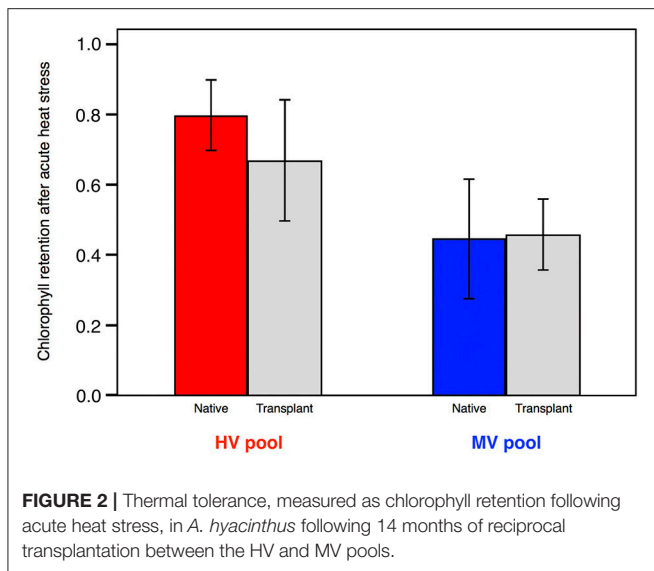 Chlorophyll retention after acute heat stress
1.0
0.8
0.6
0.4
0.2
0.0
Native Transplant Native Transplant
HV pool MV pool
FIGURE 2 | Thermal tolerance, measured as chlorophyll retention following
acute heat stress, in A. hyacinthus following 14 months of reciprocal
transplantation between the HV and MV pools.